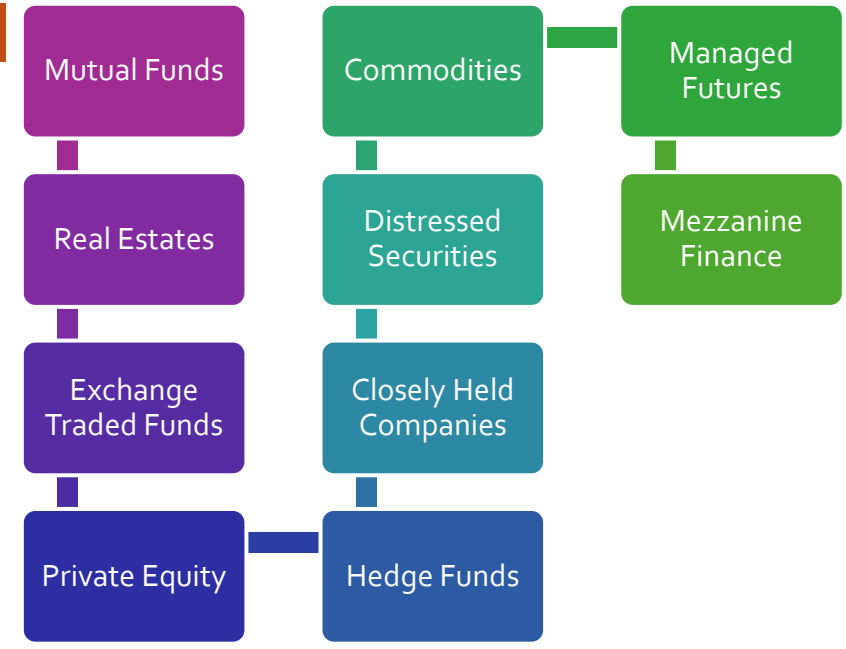 Mutual Funds
Real Estates
Exchange
Traded Funds
Private Equity
Hedge Funds
Closely Held
Companies
Distressed
Securities
Commodities
Managed
Futures
Mezzanine
Finance